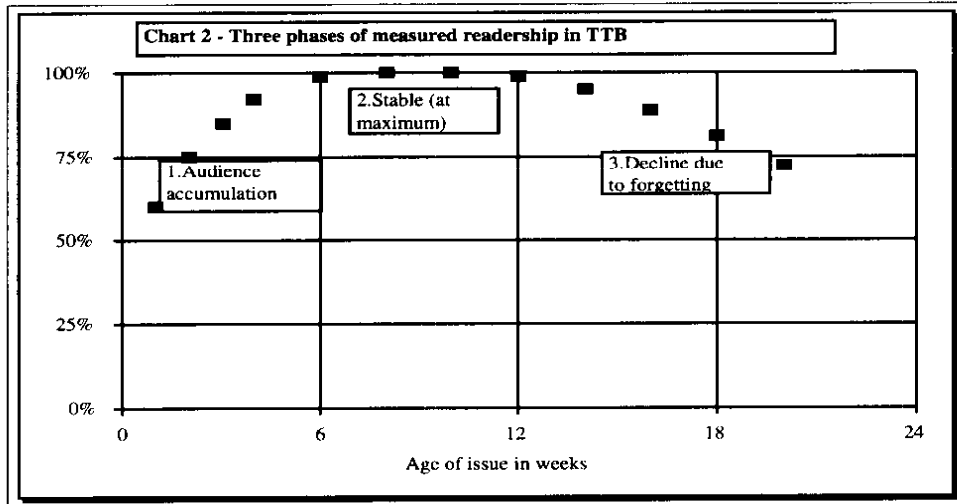 Chart 2 - Three phases of measured readership in TTB
100%
2.Stable (at
maximum)
75%
1.Audience
accumulation
3.Decline due
to forgetting
50%
25%
0%
0 6 12 18 24
Age of issue in weeks